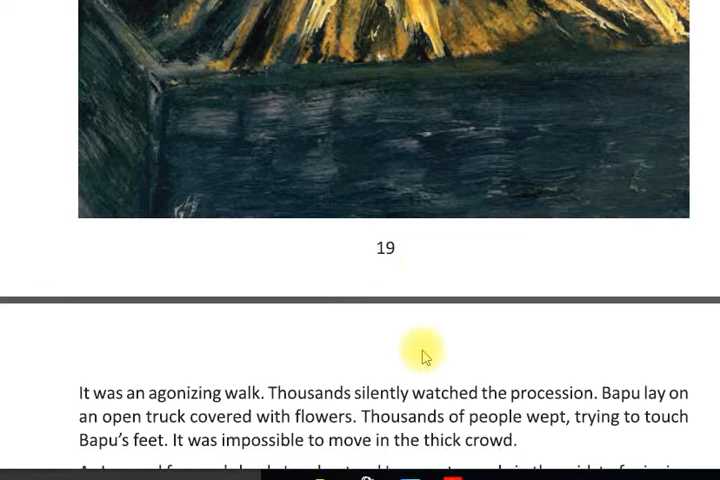 19
It was an agonizing walk. Thousands silently watched the procession. Bapu lay on
an open truck covered with flowers. Thousands of people wept, trying to touch
Bapu's feet. It was impossible to move in the thick crowd.